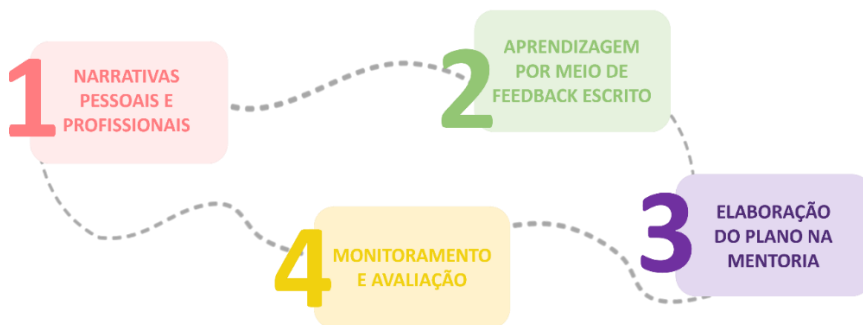 1
NARRATIVAS
PESSOAIS E
PROFISSIONAIS
2
APRENDIZAGEM
POR MEIO DE
FEEDBACK ESCRITO
3
ELABORAÇÃO
DO PLANO NA
MENTORIA
4
MONITORAMENTO
E AVALIAÇÃO